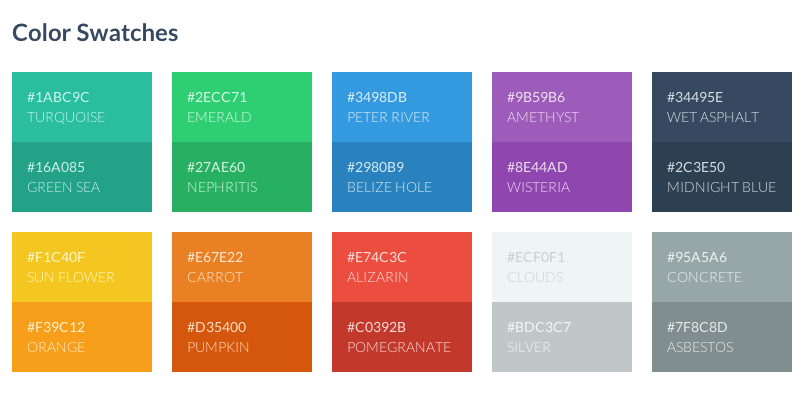 Color Swatches
#1ABC9C
TURQUOISE
#16A085
GREEN SEA
#2ECC71
EMERALD
#27AE60
NEPHRITIS
#3498DB
PETER RIVER
#2980B9
BELIZE HOLE
#9B59B6
AMETHYST
#8E44AD
WISTERIA
#34495E
WET ASPHALT
#2C3E50
MIDNIGHT BLUE
#F1C40F
SUN FLOWER
#F39C12
ORANGE
#E67E22
CARROT
#D35400
PUMPKIN
#E74C3C
ALIZARIN
#C0392B
POMEGRANATE
#ECF0F1
CLOUDS
#BDC3C7
SILVER
#95A5A6
CONCRETE
#7F8C8D
ASBESTOS